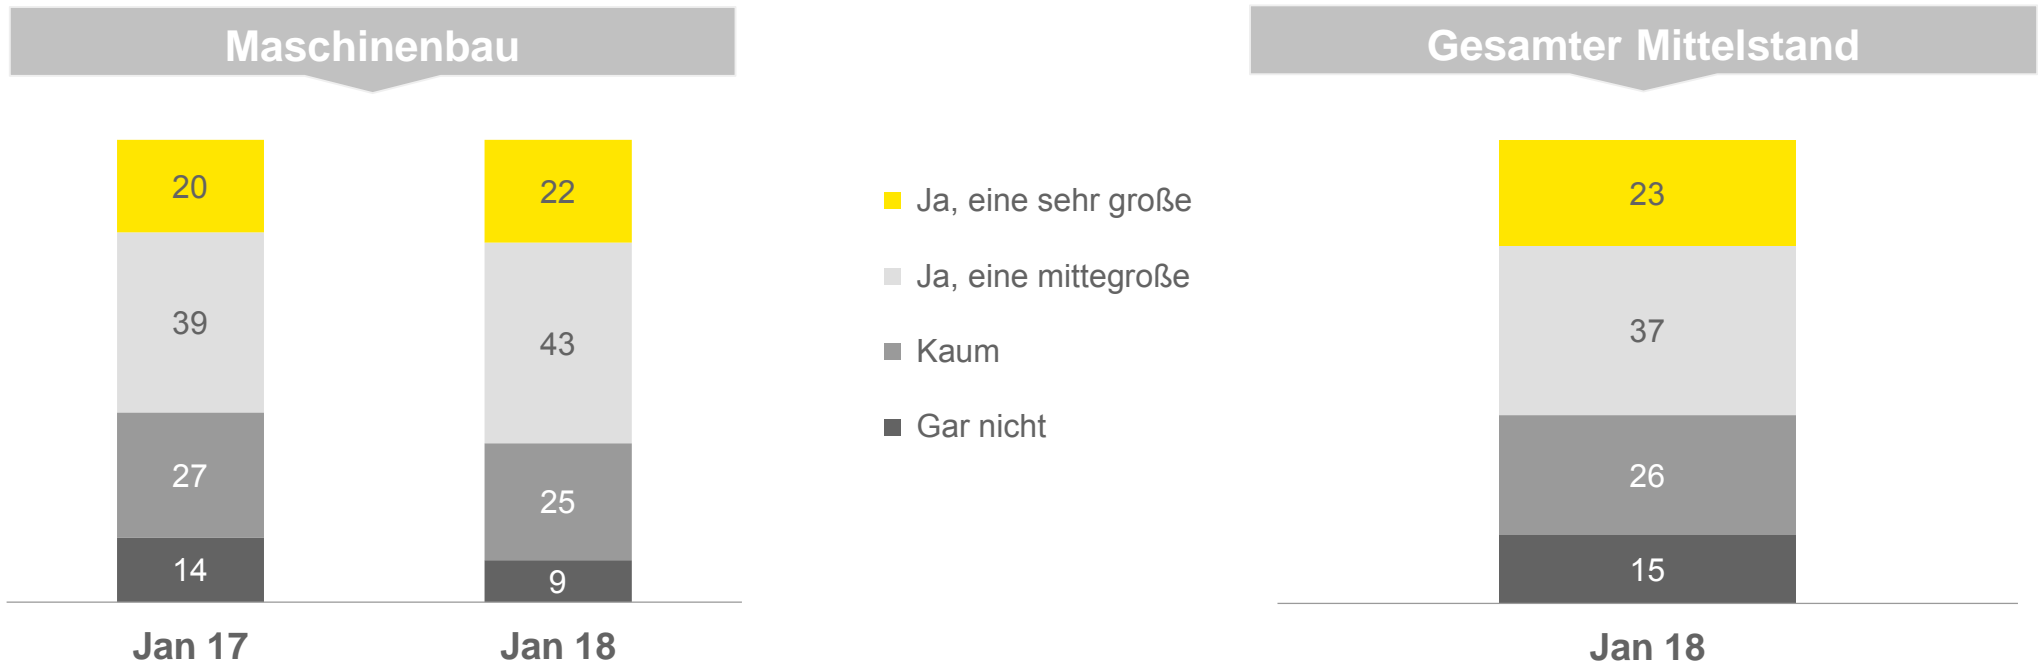 Maschinenbau
20
39
27
14
Jan 17
22
43
25
9
Jan 18
Ja, eine sehr große
Ja, eine mittegroße
Kaum
Gar nicht
Gesamter Mittelstand
23
37
26
15
Jan 18